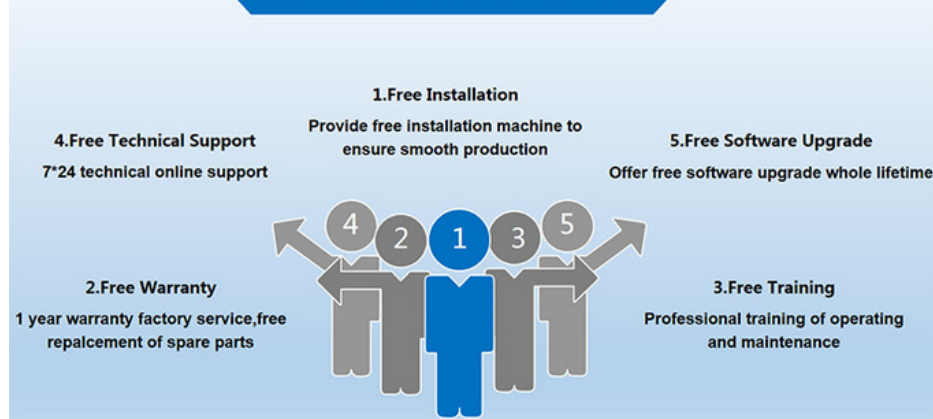 1.Free Installation
Provide free installation machine to
ensure smooth production
4.Free Technical Support
7*24 technical online support
5.Free Software Upgrade
Offer free software upgrade whole lifetime
4
2
1
3
5
2.Free Warranty
1 year warranty factory service,free
repalcement of spare parts
3.Free Training
Professional training of operating
and maintenance